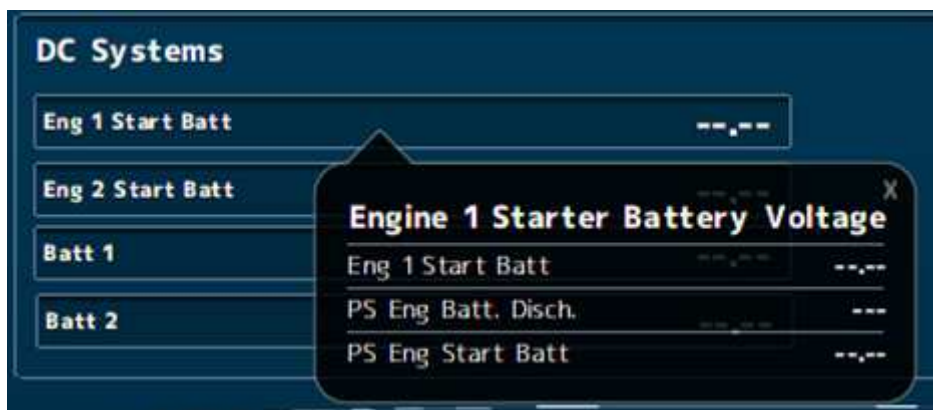 DC Systems
Eng 1 Start Batt --.--
Eng 2 Start Batt --.--
Batt 1 --.--
Batt 2 --.--
X
Engine 1 Starter Battery Voltage
Eng 1 Start Batt --.--
PS Eng Batt. Disch. ---
PS Eng Start Batt --.--